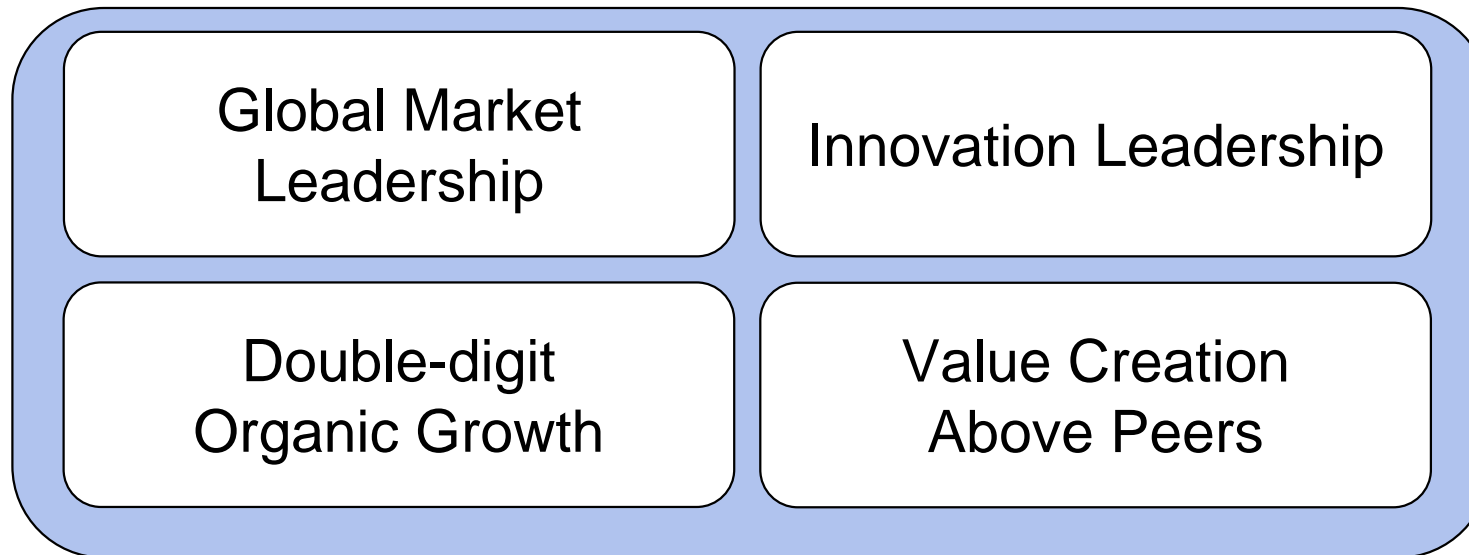 Global Market
Leadership
Innovation Leadership
Double-digit
Organic Growth
Value Creation
Above Peers